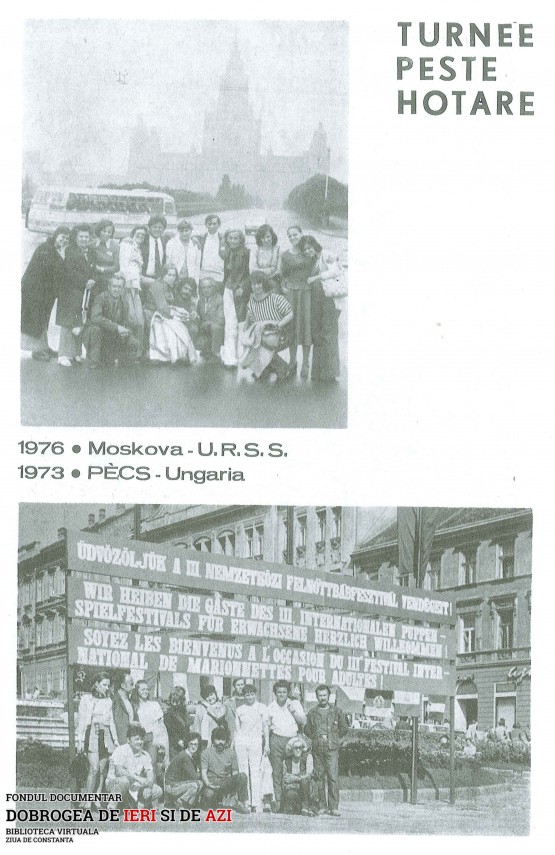 TURNEE
PESTE
HOTARE
1976 ● Moskova - U.R.S.S.
1973 ● PÈCS - Ungaria
ÜDVÖZÖLJÜK A III NEMZETKÖZI FELNŐTTBÁBFESZTIVÁL VENDÉGEIT!
WIR HEIßEN DIE GÄSTE DES III. INTERNATIONALEN PUPPEN-
SPIELFESTIVALS FÜR ERWACHSENE HERZLICH WILLKOMMEN!
SOYEZ LES BIENVENUS A L'OCCASION DU III FESTIVAL INTER-
NATIONAL DE MARIONNETTES POUR ADULTES!
FONDUL DOCUMENTAR
DOBROGEA DE IERI SI DE AZI
BIBLIOTECA VIRTUALA
ZIUA DE CONSTANTA